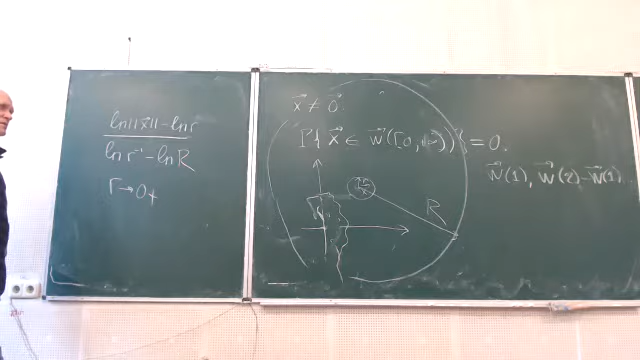 ln||x⃗|| - ln r
ln r - ln R
r → 0+
x⃗ ≠ 0⃗.
P{ x⃗ ∈ w⃗([0, ∞)) } = 0.
w⃗(1), w⃗(2) - w⃗(1)
R